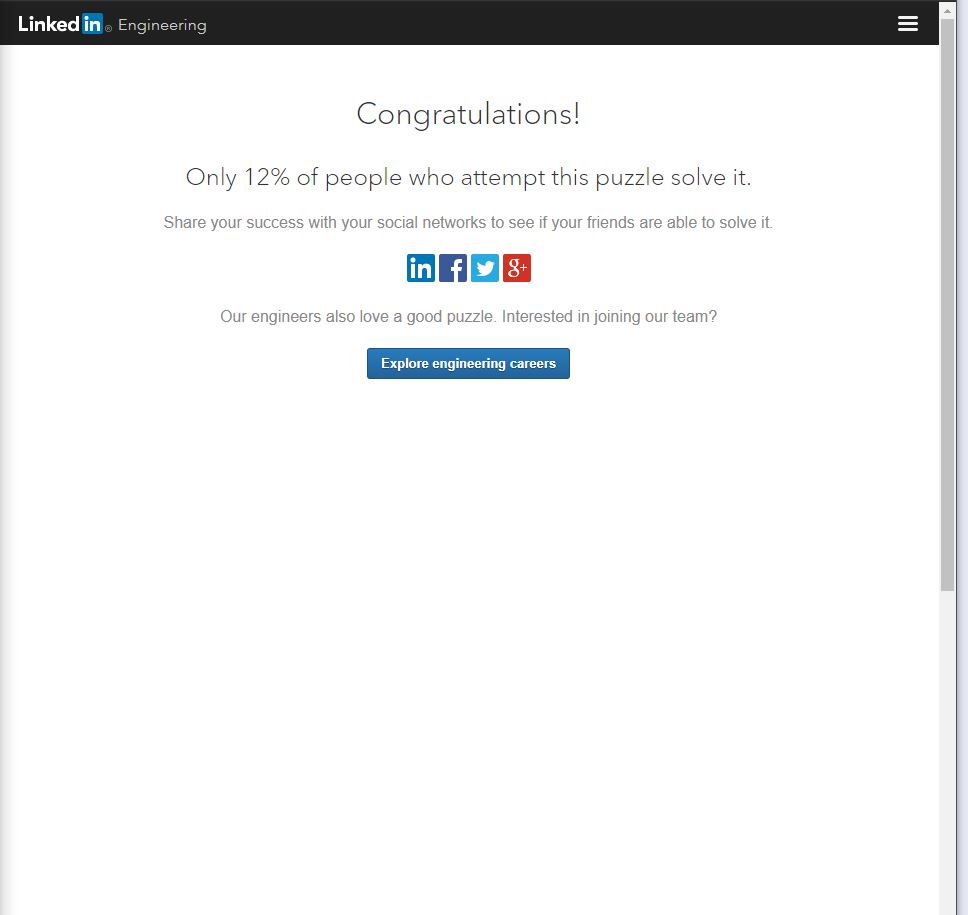 Linked in ® Engineering
Congratulations!
Only 12% of people who attempt this puzzle solve it.
Share your success with your social networks to see if your friends are able to solve it.
in f g+
Our engineers also love a good puzzle. Interested in joining our team?
Explore engineering careers